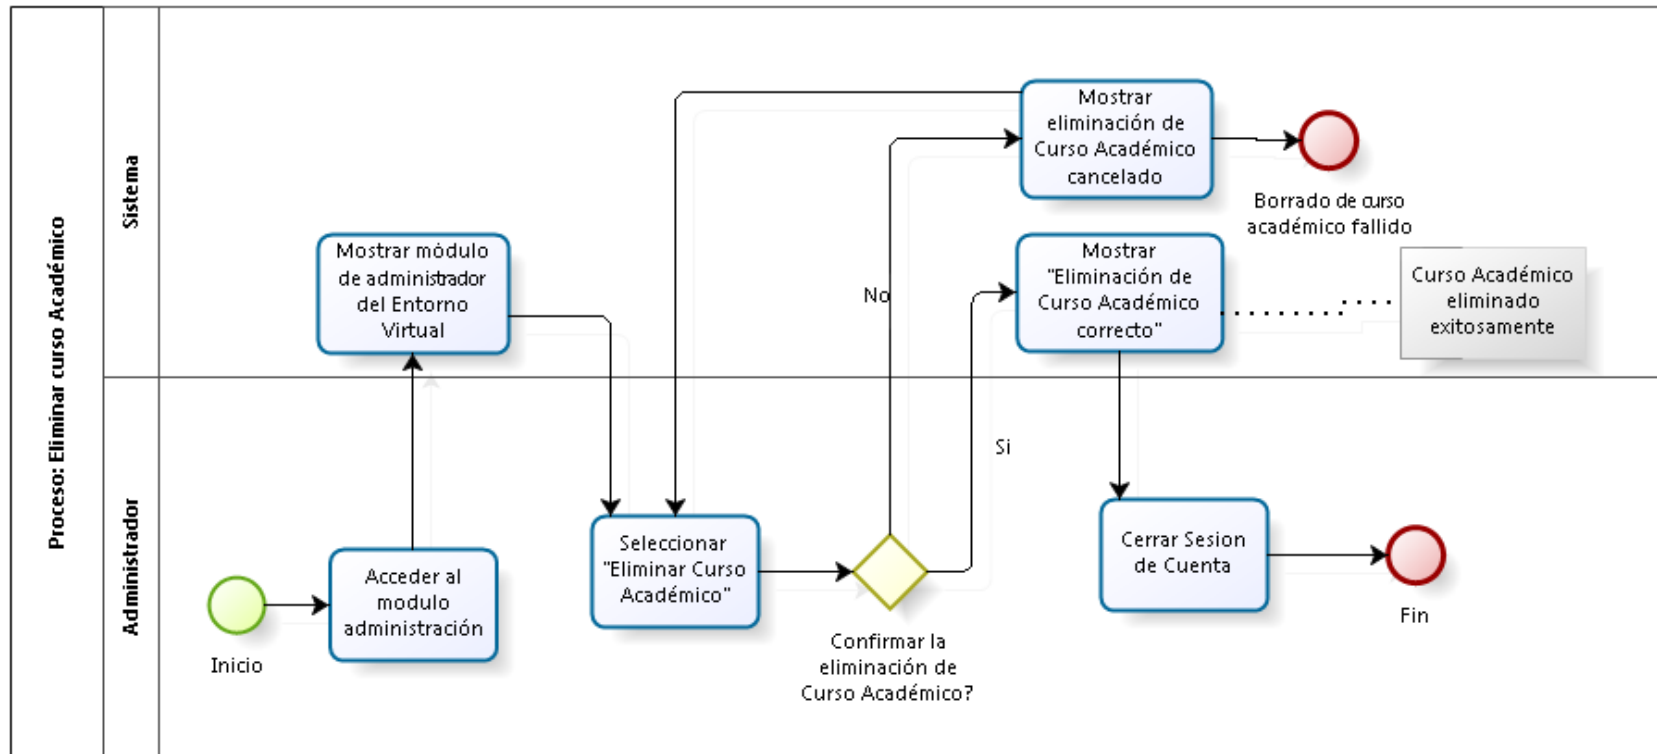 Proceso: Eliminar curso Académico
Sistema
Mostrar módulo
de administrador
del Entorno
Virtual
Mostrar
eliminación de
Curso Académico
cancelado
Borrado de curso
académico fallido
Mostrar
"Eliminación de
Curso Académico
correcto"
Curso Académico
eliminado
exitosamente
No
Si
Administrador
Inicio
Acceder al
modulo
administración
Seleccionar
"Eliminar Curso
Académico"
Confirmar la
eliminación de
Curso Académico?
Cerrar Sesion
de Cuenta
Fin